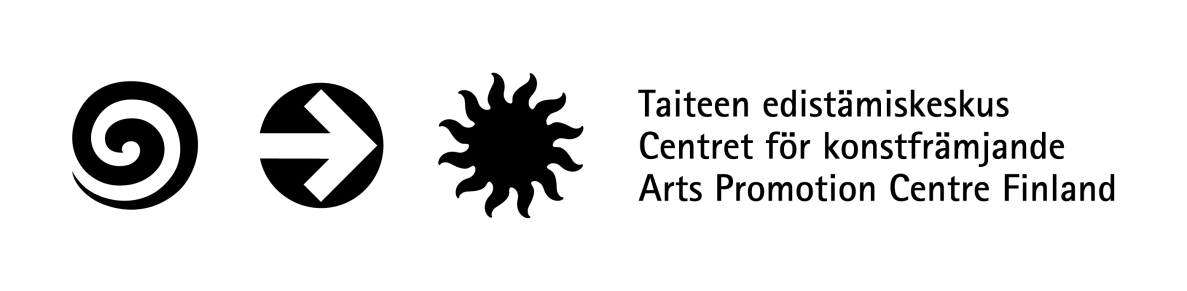 Taiteen edistämiskeskus
Centret för konstfrämjande
Arts Promotion Centre Finland